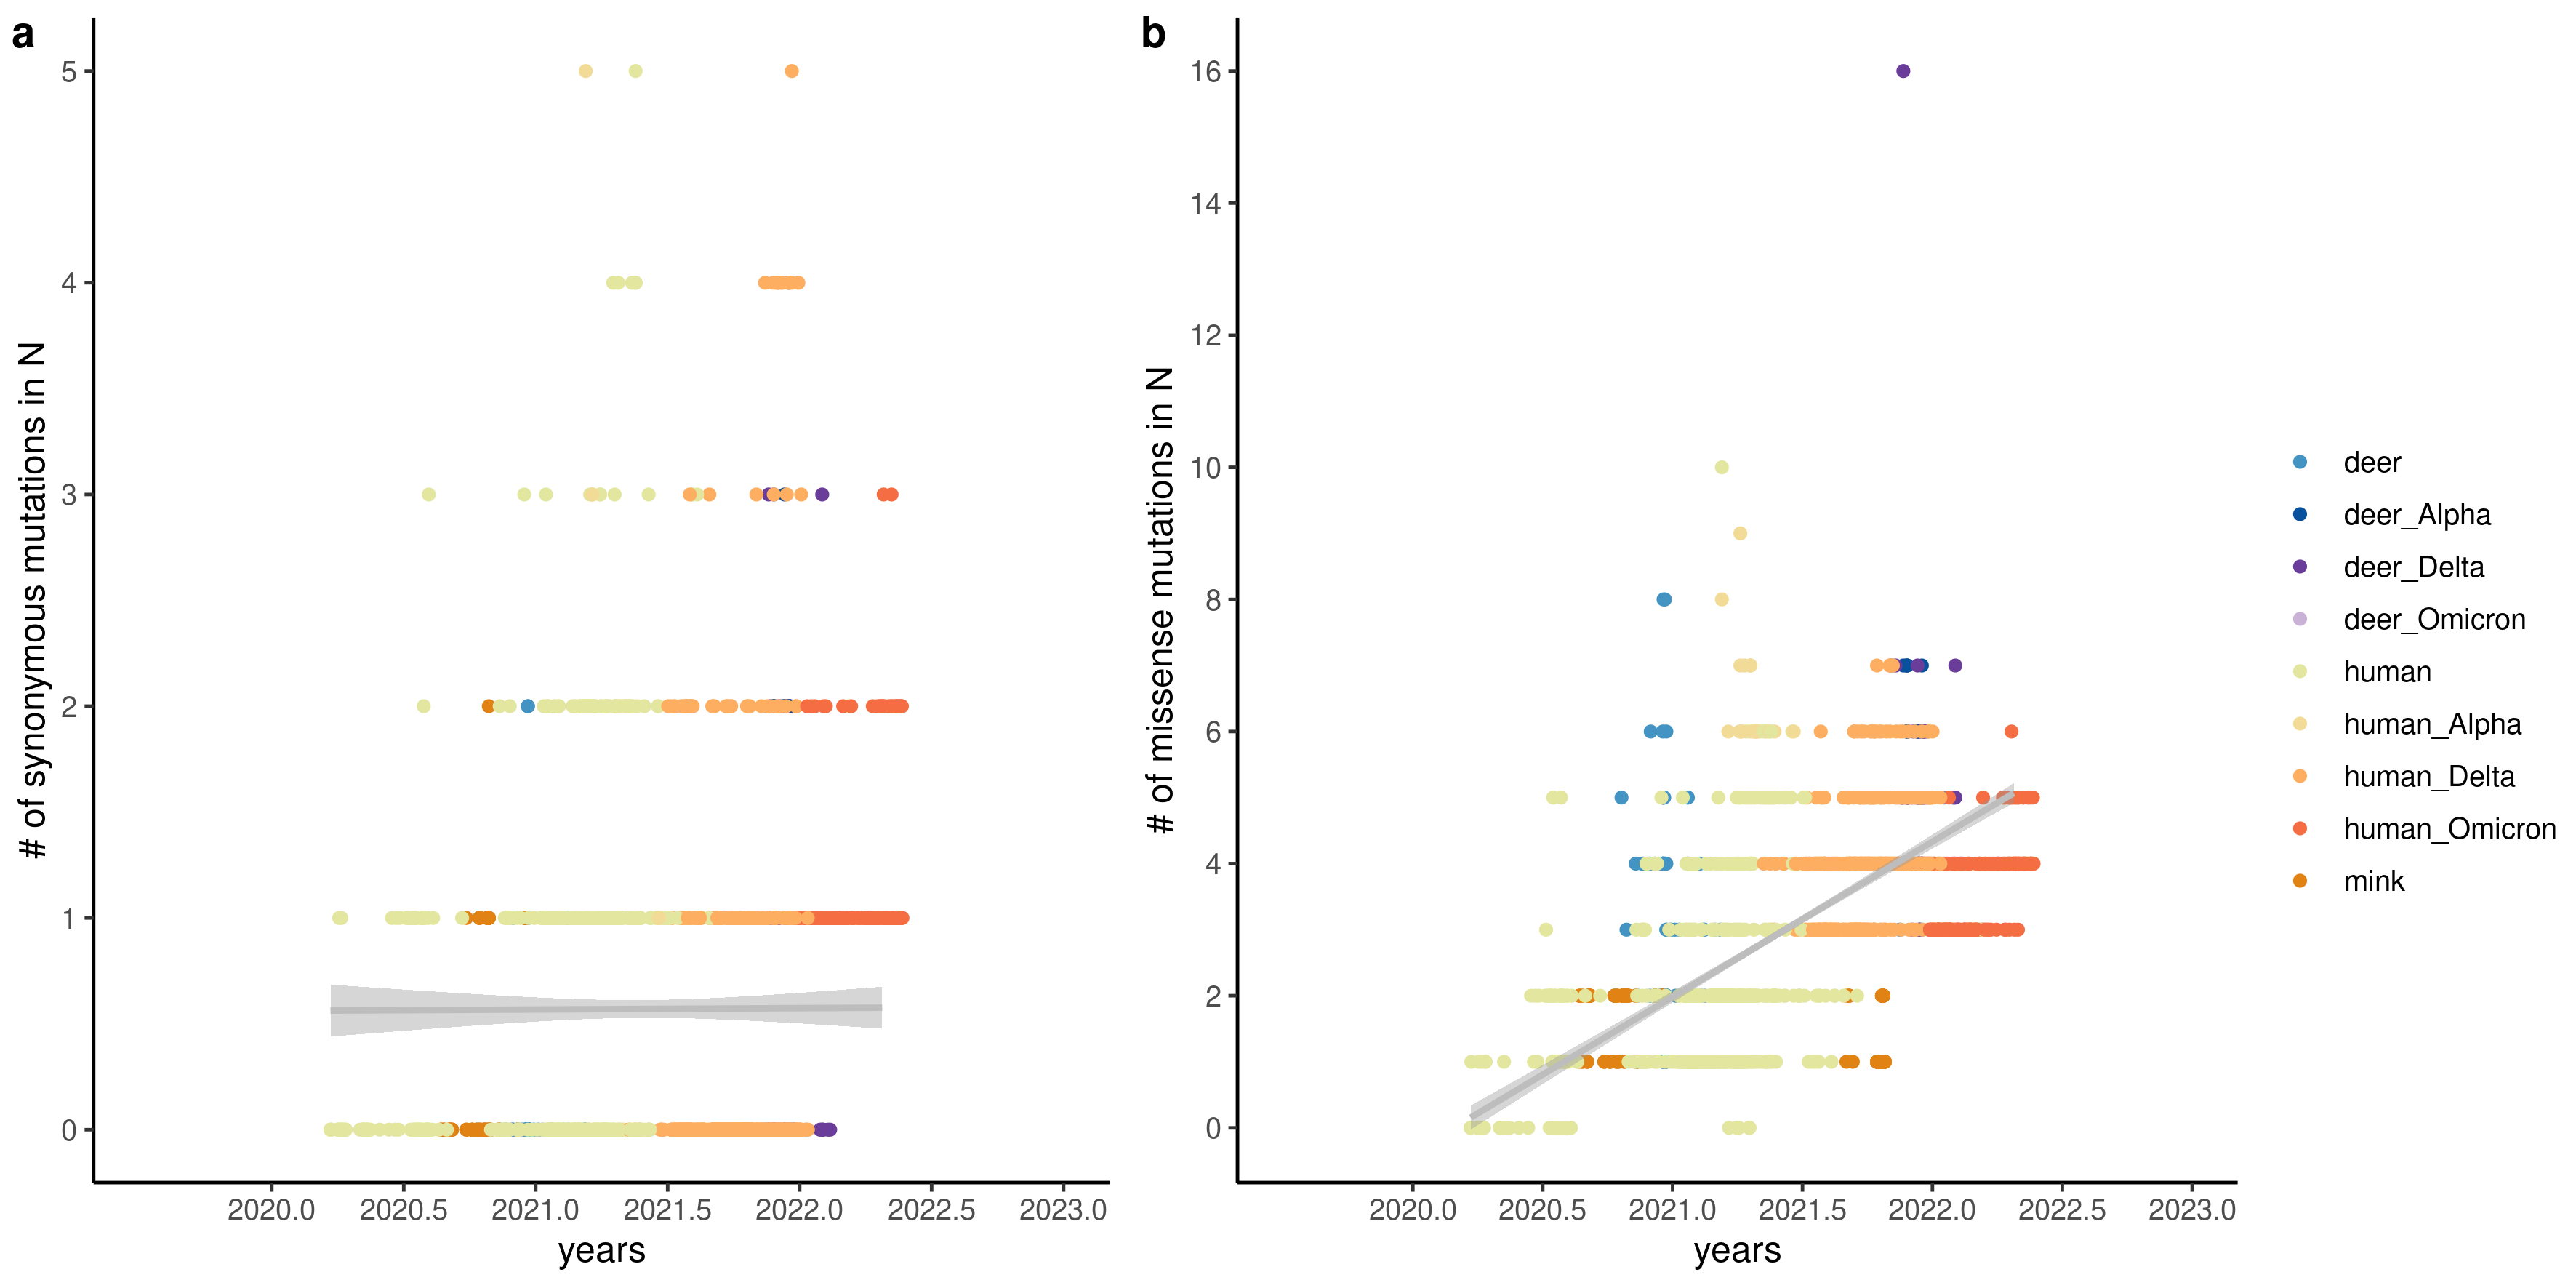 a
# of synonymous mutations in N
5
4
3
2
1
0
2020.0 2020.5 2021.0 2021.5 2022.0 2022.5 2023.0
years
b
# of missense mutations in N
16
14
12
10
8
6
4
2
0
2020.0 2020.5 2021.0 2021.5 2022.0 2022.5 2023.0
years
deer
deer_Alpha
deer_Delta
deer_Omicron
human
human_Alpha
human_Delta
human_Omicron
mink